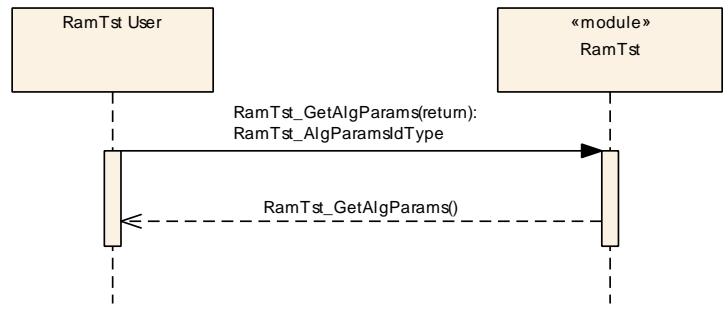 RamTst User
«module»
RamTst
RamTst_GetAlgParams(return):
RamTst_AlgParamsIdType
RamTst_GetAlgParams()